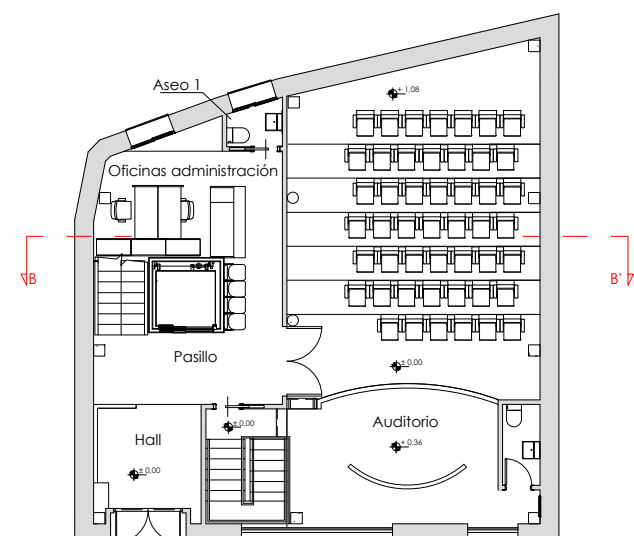 Aseo 1
+ 1,08
Oficinas administración
B
B'
Pasillo
± 0,00
± 0,00
Auditorio
Hall
+ 0,36
± 0,00